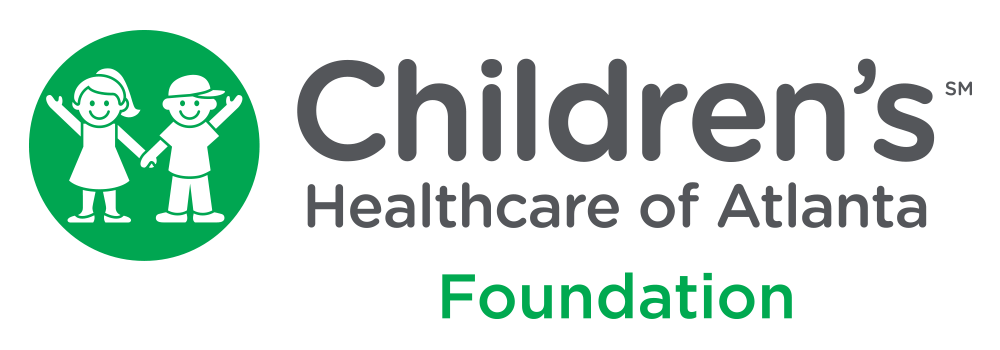 Children's℠
Healthcare of Atlanta
Foundation